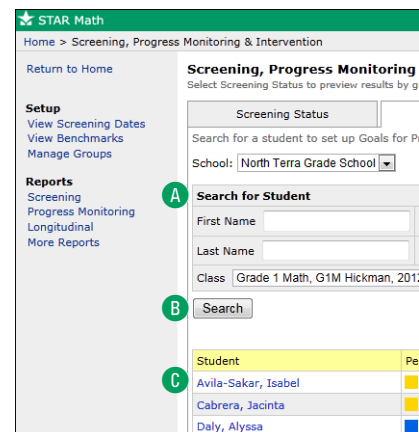 STAR Math
Home > Screening, Progress Monitoring & Intervention
Return to Home
Setup
View Screening Dates
View Benchmarks
Manage Groups
Reports
Screening
Progress Monitoring
Longitudinal
More Reports
Screening, Progress Monitoring
Select Screening Status to preview results by g
Screening Status
Search for a student to set up Goals for P
School: North Terra Grade School
A Search for Student
First Name
Last Name
Class Grade 1 Math, G1M Hickman, 2012
B Search
Student Pe
C Avila-Sakar, Isabel
Cabrera, Jacinta
Daly, Alyssa